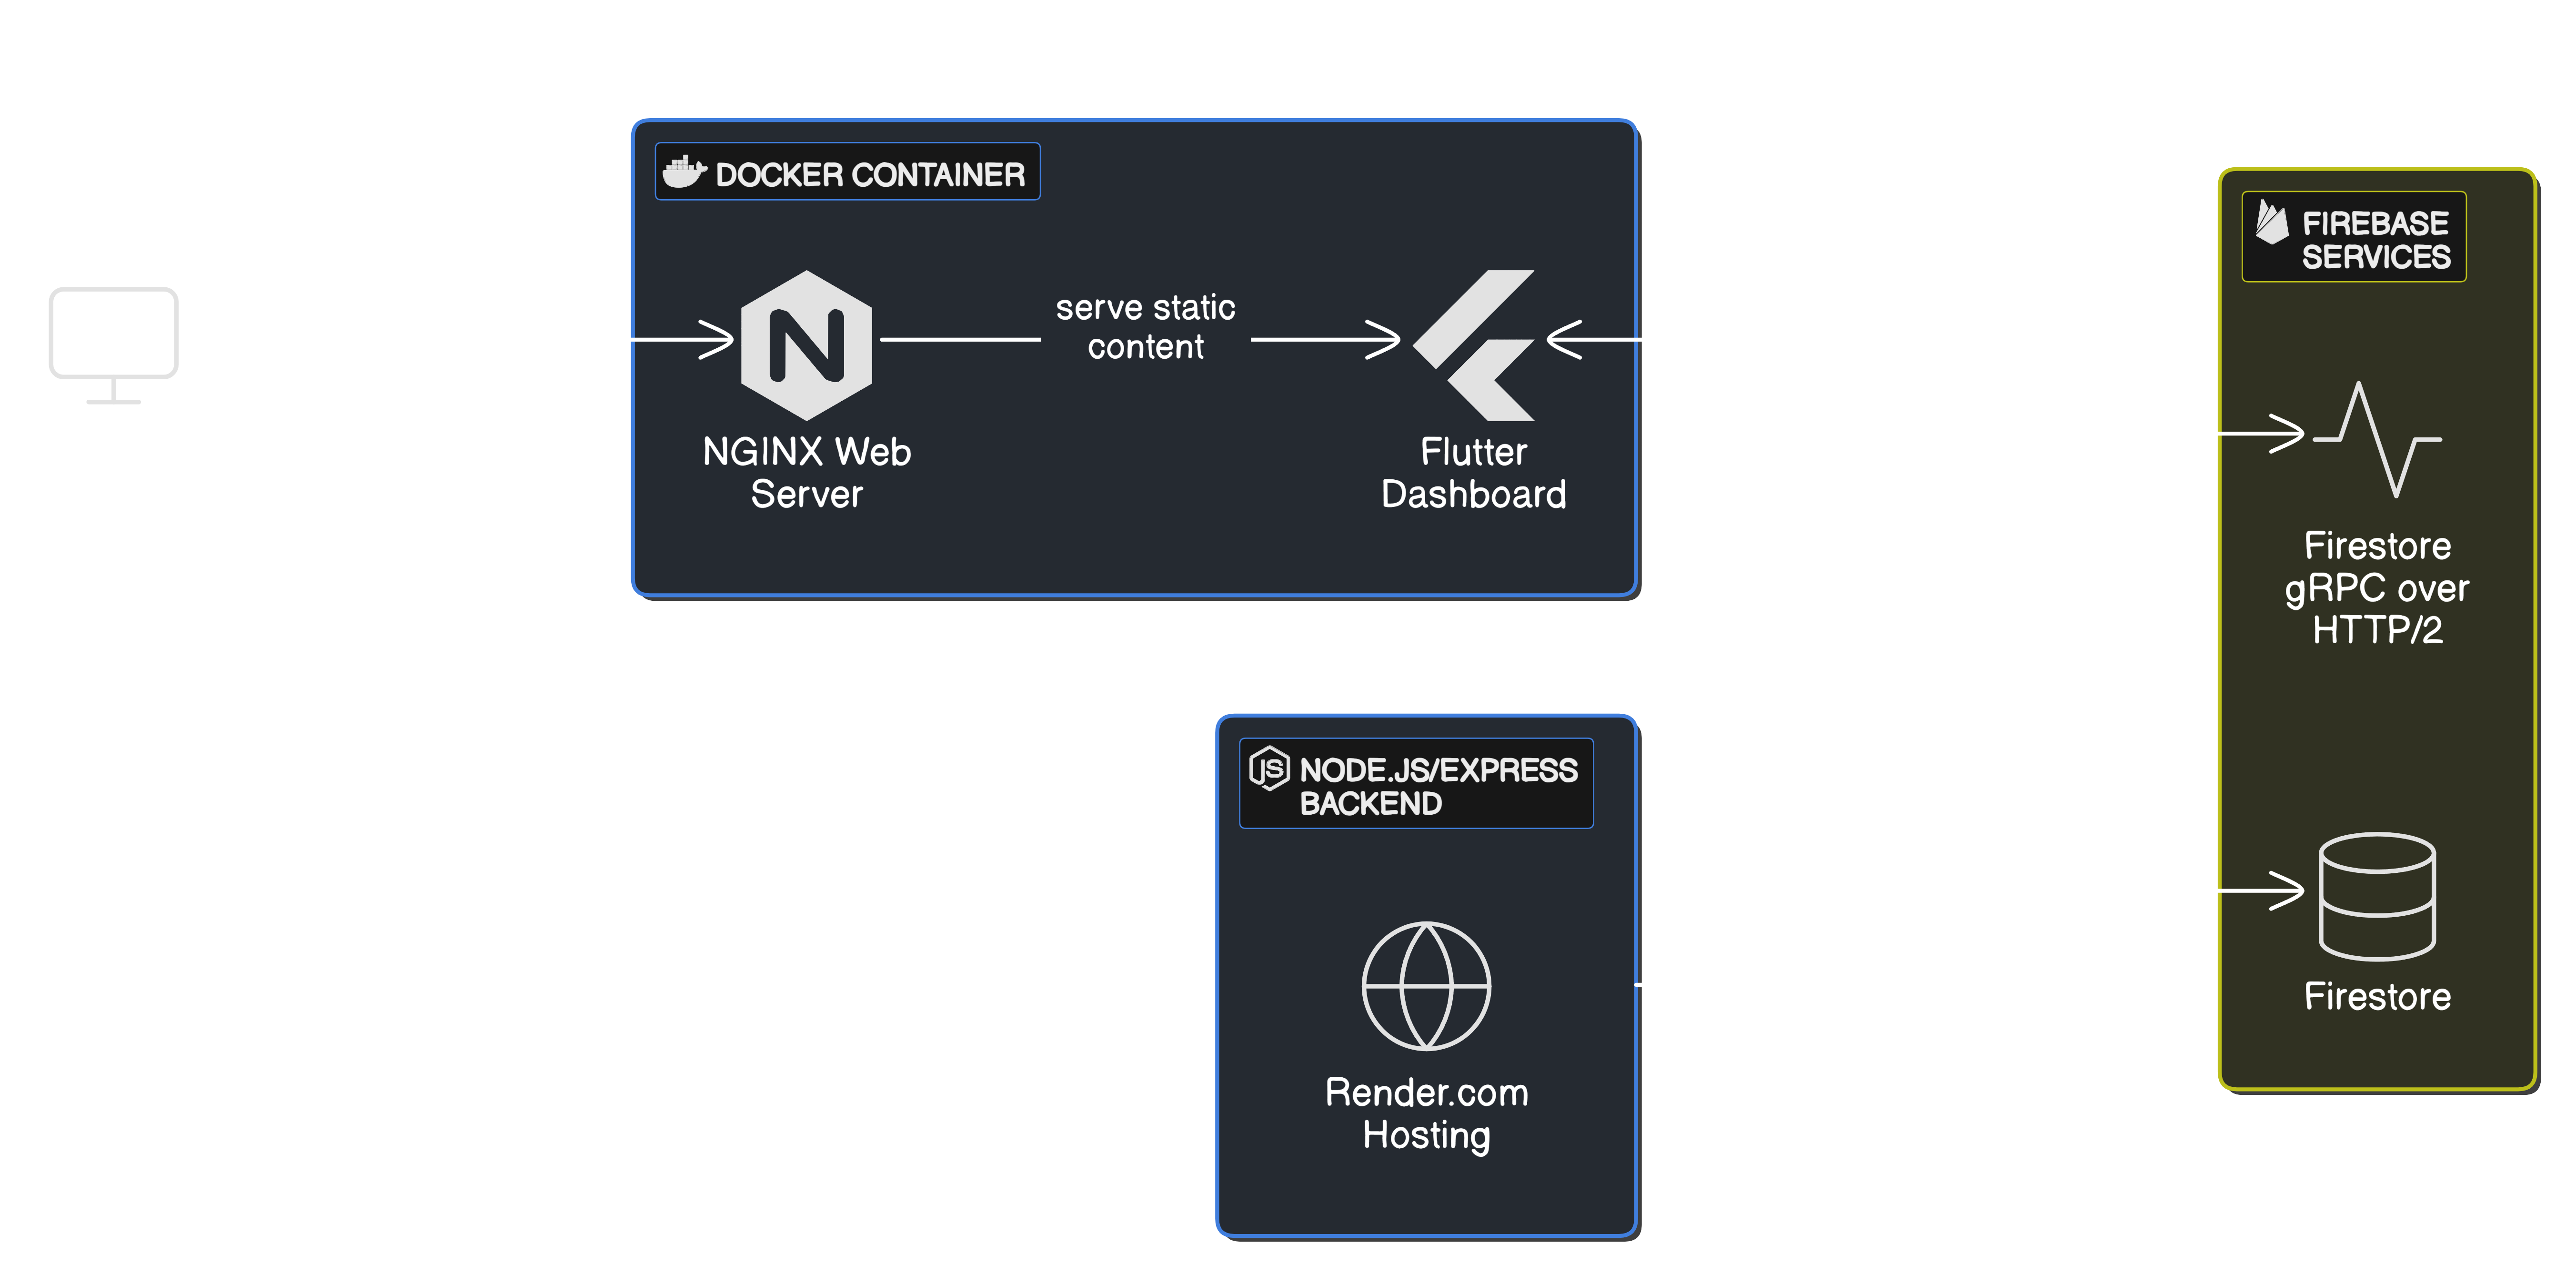 DOCKER CONTAINER
serve static
content
N
NGINX Web
Server
Flutter
Dashboard
FIREBASE
SERVICES
Firestore
gRPC over
HTTP/2
JS
NODE.JS/EXPRESS
BACKEND
Render.com
Hosting
Firestore